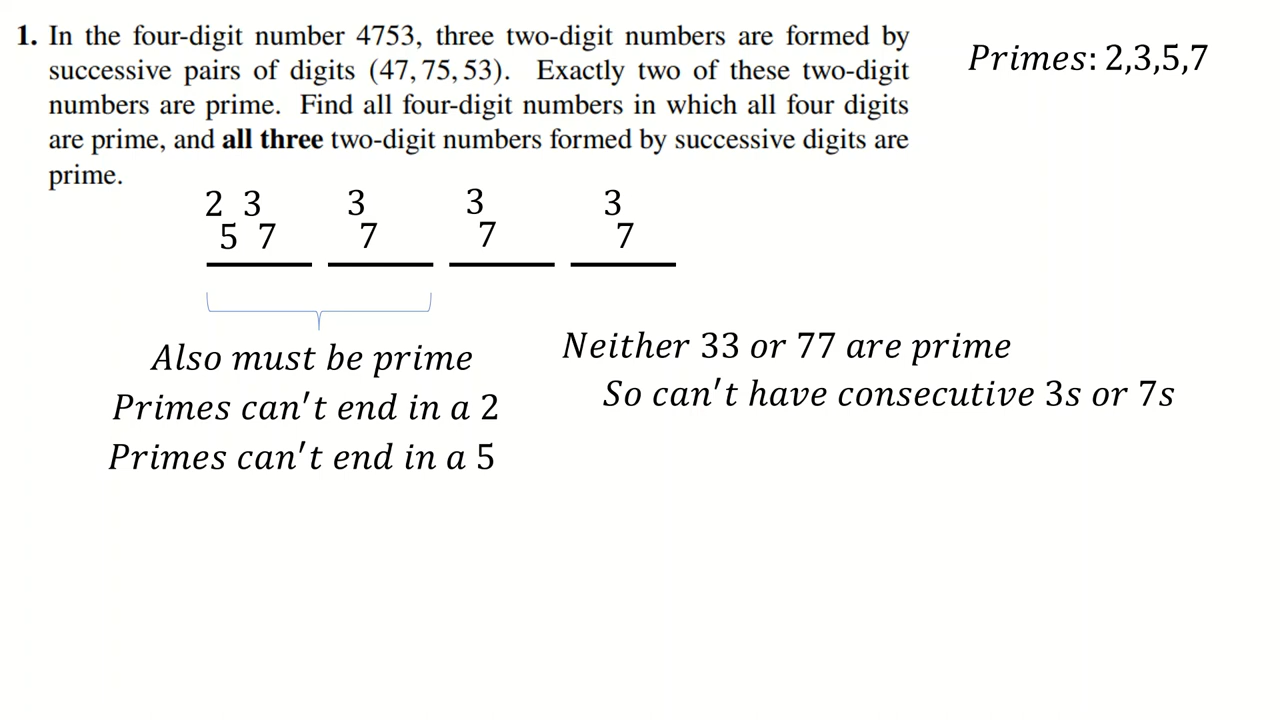 1. In the four-digit number 4753, three two-digit numbers are formed by
successive pairs of digits (47, 75, 53). Exactly two of these two-digit
numbers are prime. Find all four-digit numbers in which all four digits
are prime, and all three two-digit numbers formed by successive digits are
prime.
Primes: 2,3,5,7
2 3 3 3 3
5 7 7 7 7
Also must be prime
Primes can't end in a 2
Primes can't end in a 5
Neither 33 or 77 are prime
So can't have consecutive 3s or 7s